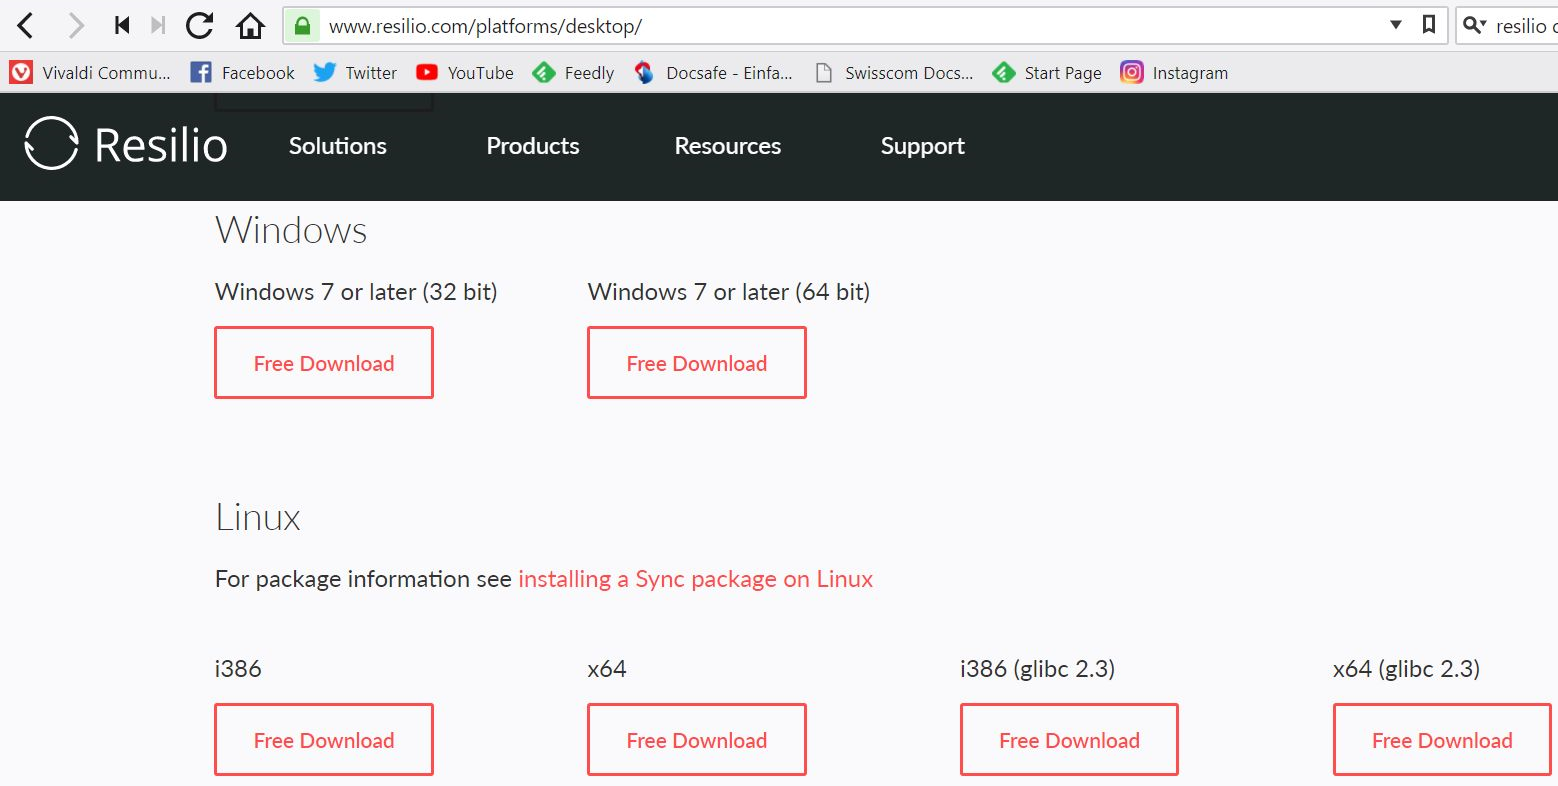 www.resilio.com/platforms/desktop/
resilio
Vivaldi Commu... Facebook Twitter YouTube Feedly Docsafe - Einfa... Swisscom Docs... Start Page Instagram
Resilio Solutions Products Resources Support
Windows
Windows 7 or later (32 bit) Windows 7 or later (64 bit)
Free Download Free Download
Linux
For package information see installing a Sync package on Linux
i386 x64 i386 (glibc 2.3) x64 (glibc 2.3)
Free Download Free Download Free Download Free Download